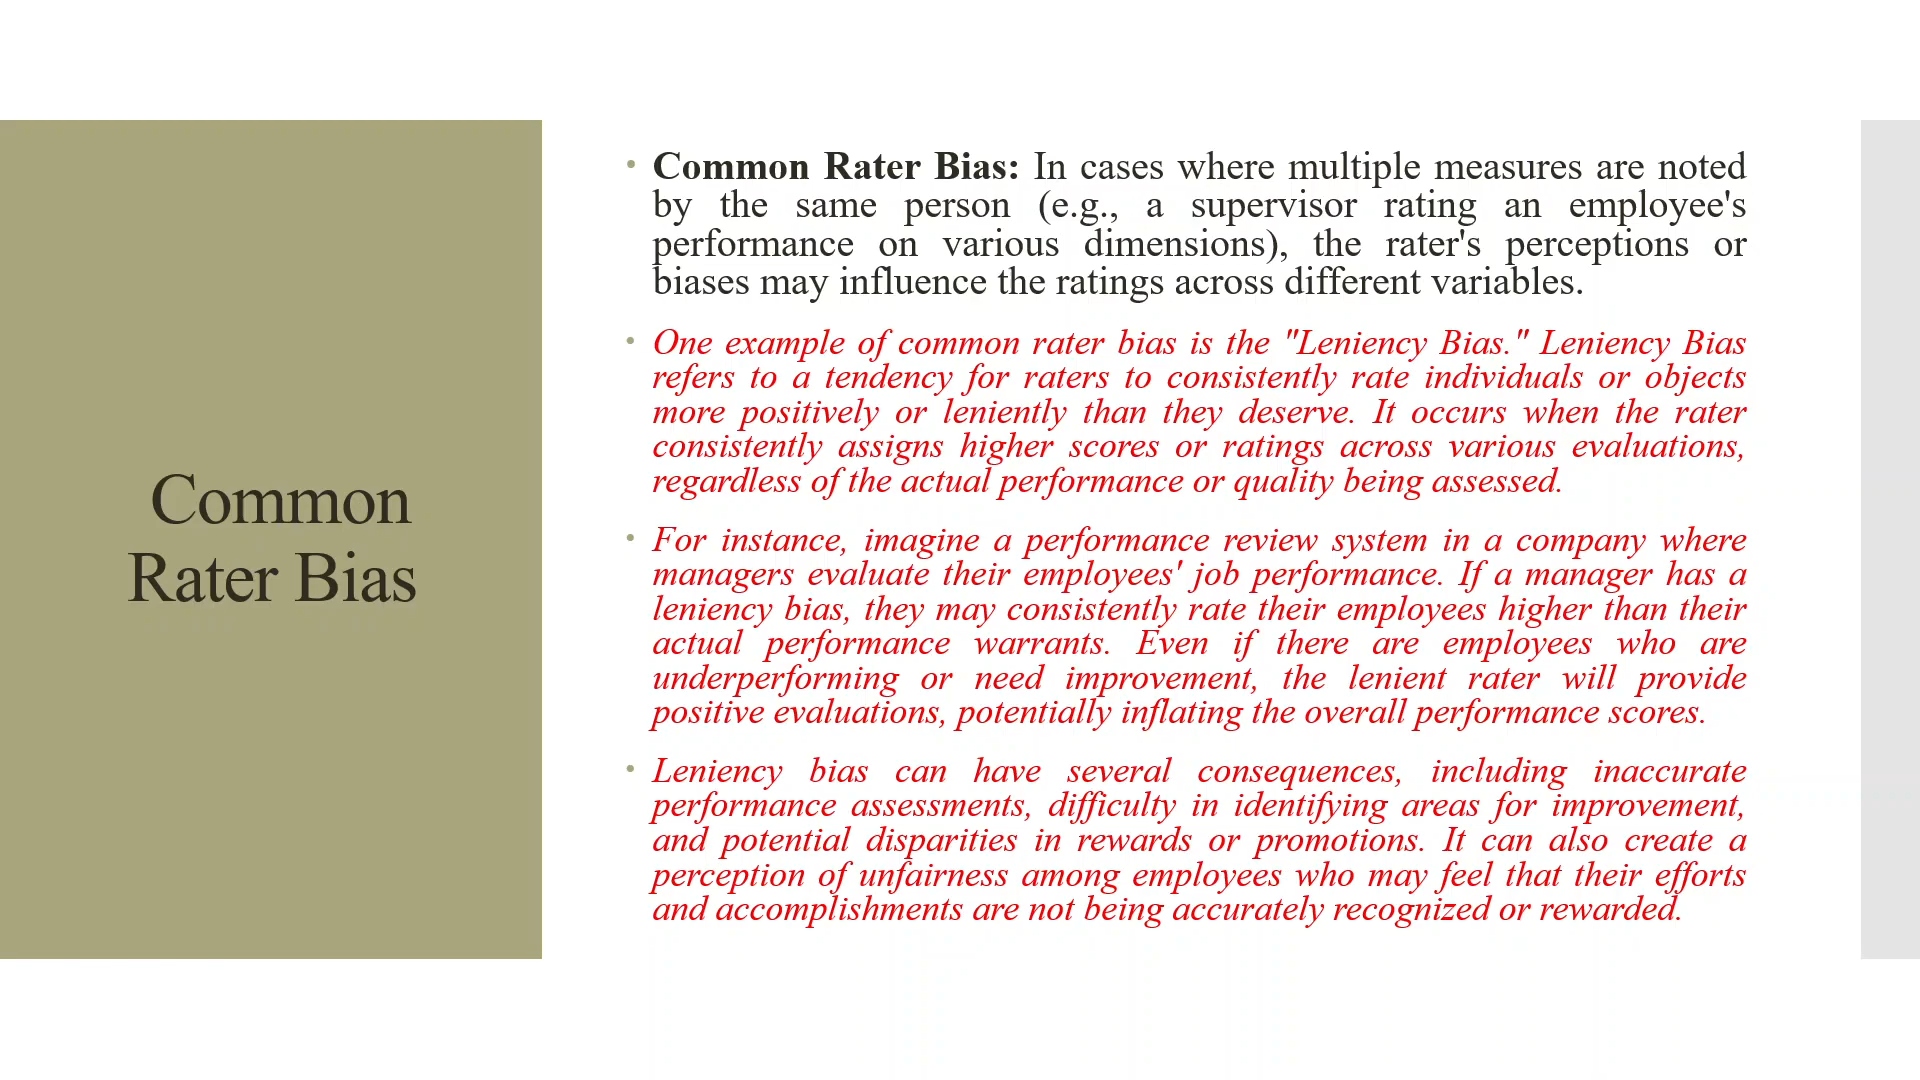 Common
Rater Bias
• Common Rater Bias: In cases where multiple measures are noted
by the same person (e.g., a supervisor rating an employee's
performance on various dimensions), the rater's perceptions or
biases may influence the ratings across different variables.
• One example of common rater bias is the "Leniency Bias." Leniency Bias
refers to a tendency for raters to consistently rate individuals or objects
more positively or leniently than they deserve. It occurs when the rater
consistently assigns higher scores or ratings across various evaluations,
regardless of the actual performance or quality being assessed.
• For instance, imagine a performance review system in a company where
managers evaluate their employees' job performance. If a manager has a
leniency bias, they may consistently rate their employees higher than their
actual performance warrants. Even if there are employees who are
underperforming or need improvement, the lenient rater will provide
positive evaluations, potentially inflating the overall performance scores.
• Leniency bias can have several consequences, including inaccurate
performance assessments, difficulty in identifying areas for improvement,
and potential disparities in rewards or promotions. It can also create a
perception of unfairness among employees who may feel that their efforts
and accomplishments are not being accurately recognized or rewarded.